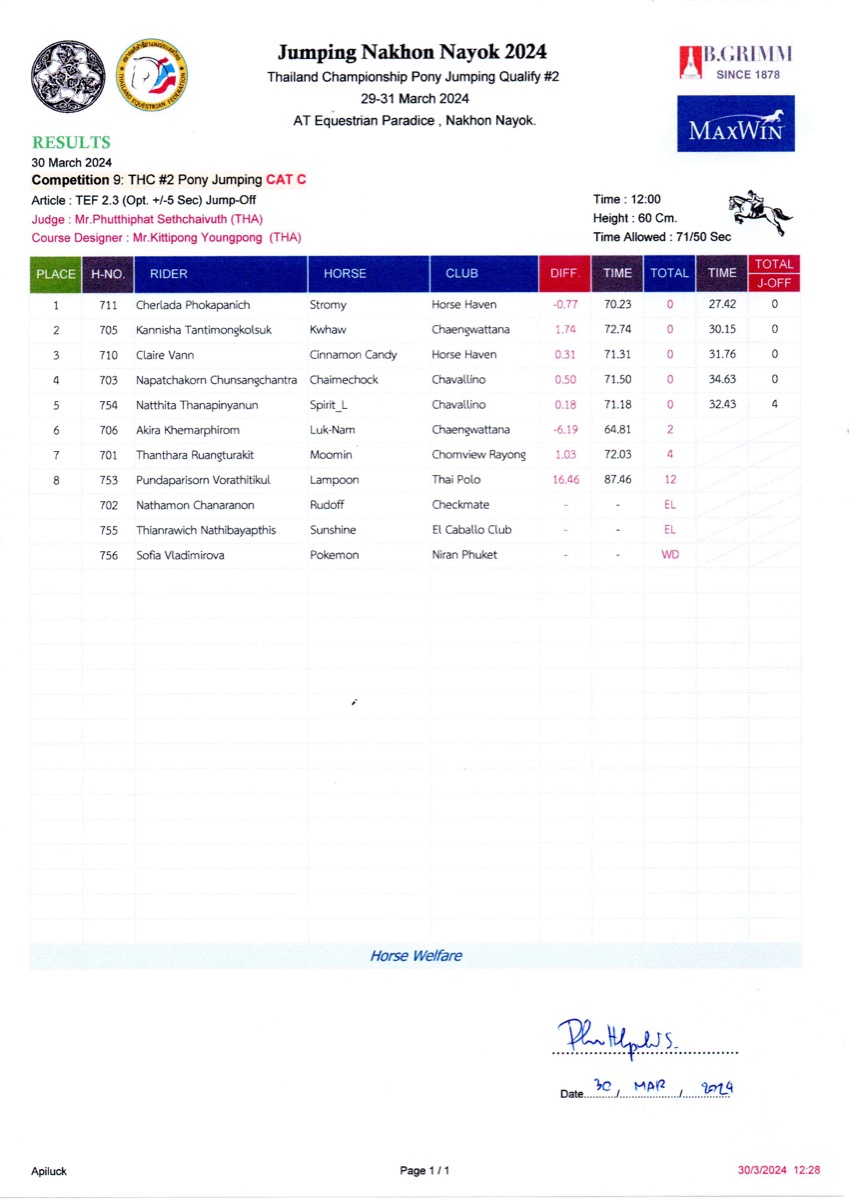 Jumping Nakhon Nayok 2024
Thailand Championship Pony Jumping Qualify #2
29-31 March 2024
AT Equestrian Paradice , Nakhon Nayok.
THAILAND EQUESTRIAN FEDERATION
B.GRIMM
SINCE 1878
MAXWIN
RESULTS
30 March 2024
Competition 9: THC #2 Pony Jumping CAT C
Article : TEF 2.3 (Opt. +/-5 Sec) Jump-Off
Time : 12:00
Judge : Mr.Phutthiphat Sethchaivuth (THA)
Height : 60 Cm.
Course Designer : Mr.Kittipong Youngpong (THA)
Time Allowed : 71/50 Sec
PLACE H-NO. RIDER HORSE CLUB DIFF. TIME TOTAL TIME TOTAL J-OFF
1 711 Cherlada Phokapanich Stromy Horse Haven -0.77 70.23 0 27.42 0
2 705 Kannisha Tantimongkolsuk Kwhaw Chaengwattana 1.74 72.74 0 30.15 0
3 710 Claire Vann Cinnamon Candy Horse Haven 0.31 71.31 0 31.76 0
4 703 Napatchakorn Chunsangchantra Chaimechock Chavallino 0.50 71.50 0 34.63 0
5 754 Natthita Thanapinyanun Spirit_L Chavallino 0.18 71.18 0 32.43 4
6 706 Akira Khemarphirom Luk-Nam Chaengwattana -6.19 64.81 2
7 701 Thanthara Ruangturakit Moomin Chomview Rayong 1.03 72.03 4
8 753 Pundaparisorn Vorathitikul Lampoon Thai Polo 16.46 87.46 12
702 Nathamon Chanaranon Rudoff Checkmate - - EL
755 Thianrawich Nathibayapthis Sunshine El Caballo Club - - EL
756 Sofia Vladimirova Pokemon Niran Phuket - - WD
Horse Welfare
Date 30 / MAR / 2024
Apiluck
Page 1 / 1
30/3/2024 12:28